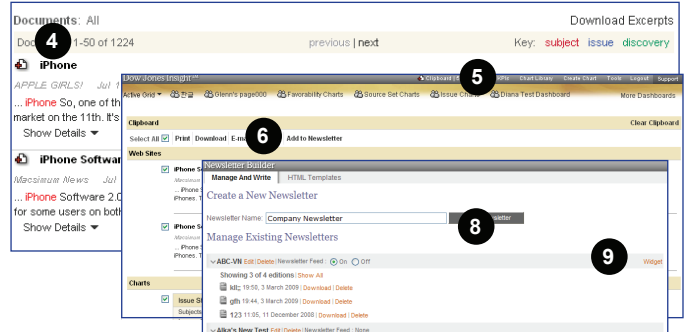 Documents: All
Download Excerpts
4
Doc 1-50 of 1224
previous | next
Key: subject issue discovery
iPhone
APPLE GIRLS! Jul 1
... iPhone So, one of th
market on the 11th. It's
Show Details
iPhone Softwar
Macsimum News Jul
... iPhone Software 2.0
for some users on both
Show Details
Dow Jones Insight
Clipboard
5
Chart Library Create Chart Tools Logout Support
Active Grid
한글
Glenn's page000
Favorability Charts
Source Set Charts
Issue
Diana Test Dashboard
More Dashboards
Clipboard
Clear Clipboard
Select All Print Download E-ma
6
Add to Newsletter
Web Sites
iPhone S
Macsimum
... iPhone S
iPhones. T
iPhone S
Macsimum
... iPhone S
iPhones. T
Charts
Issue S
Subjects
Newsletter Builder
Manage And Write
HTML Templates
Create a New Newsletter
Newsletter Name: Company Newsletter
8
sletter
Manage Existing Newsletters
9
ABC-VN Edit | Delete | Newsletter Feed : On Off
Widget
Showing 3 of 4 editions | Show All
19:50, 3 March 2009 | Download | Delete
gfh 19:44, 3 March 2009 | Download | Delete
123 11:05, 11 December 2008 | Download | Delete
Alka's New Test Edit | Delete | Newsletter Feed : None